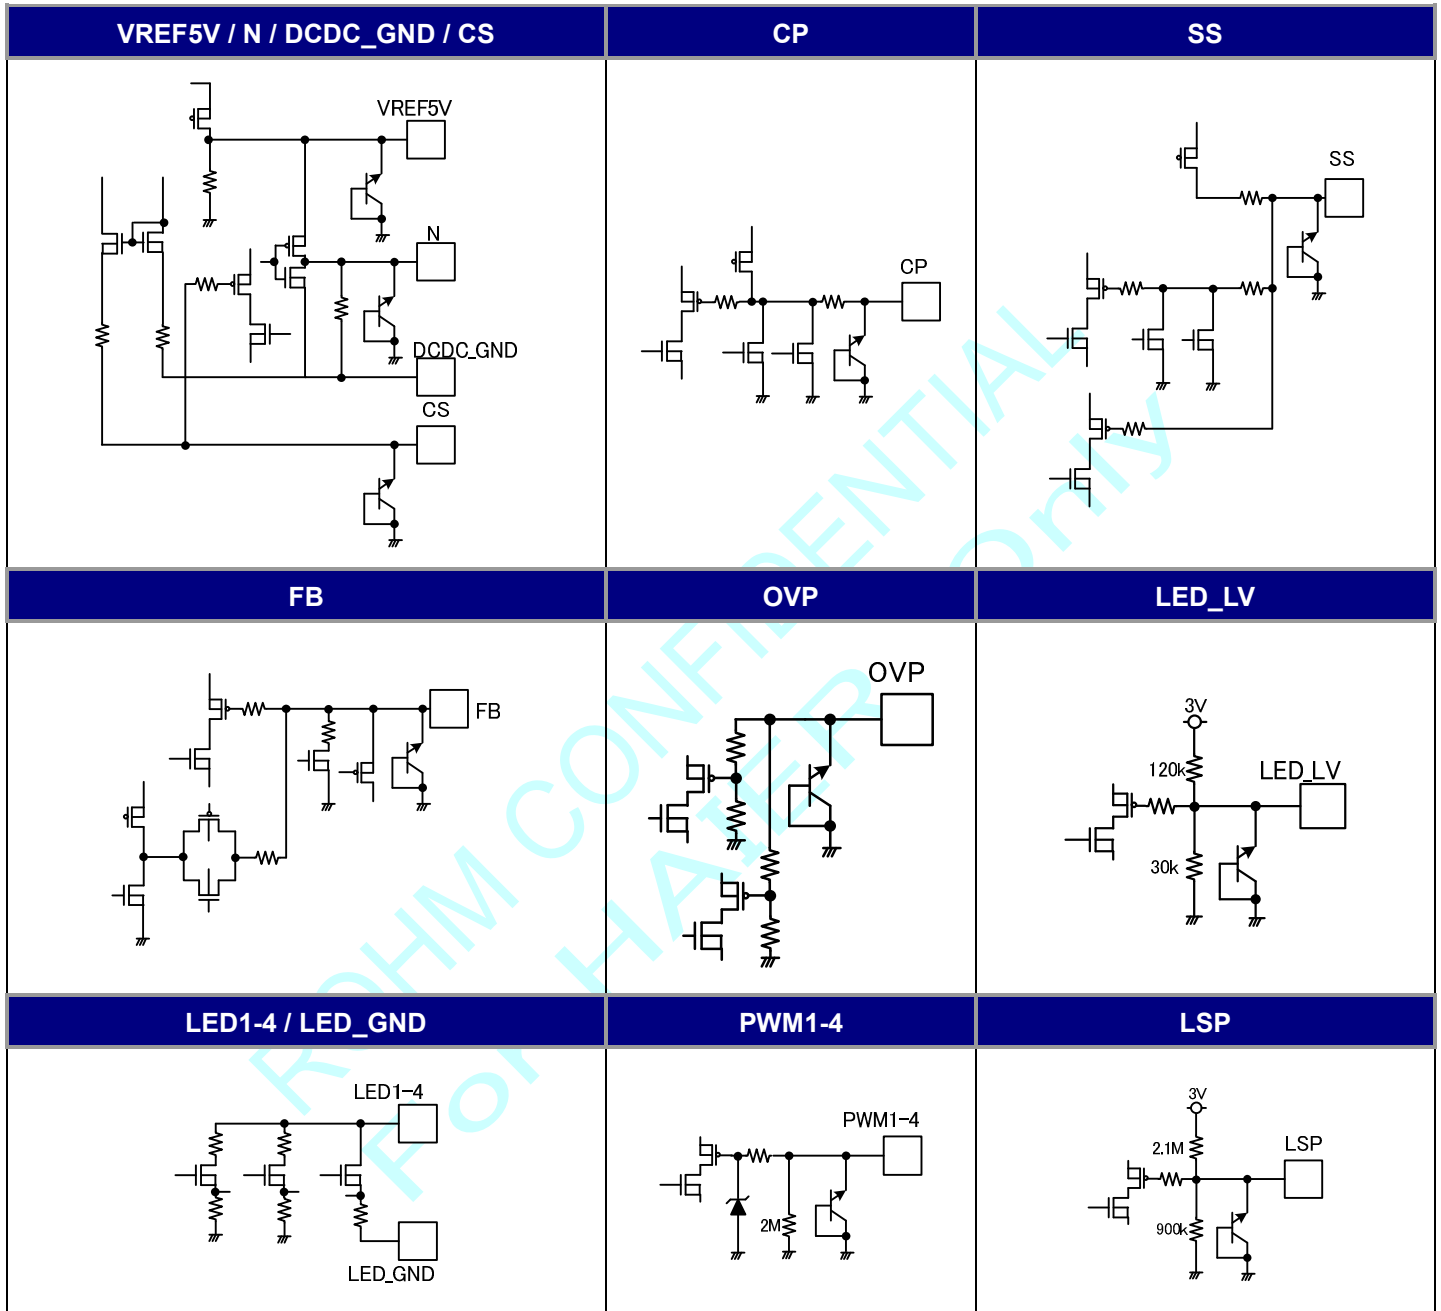 VREF5V / N / DCDC_GND / CS
CP
SS
VREF5V
N
DCDC_GND
CS
CP
SS
FB
OVP
LED_LV
FB
OVP
3V
120k
LED_LV
30k
LED1-4 / LED_GND
PWM1-4
LSP
LED1-4
LED_GND
PWM1-4
2M
3V
2.1M
LSP
900k
ROHM CONFIDENTIAL
For HAIER Only